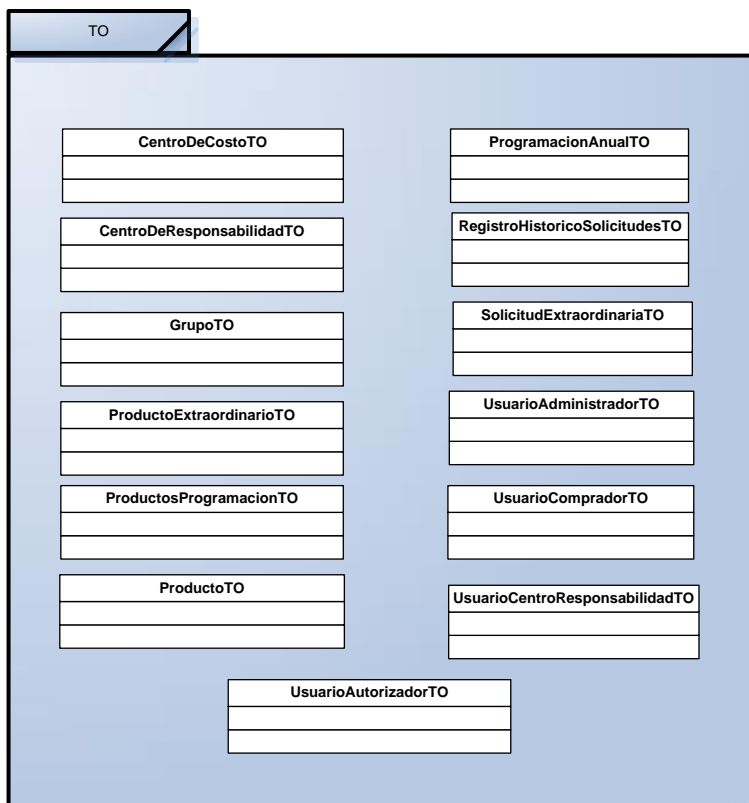 TO
CentroDeCostoTO
ProgramacionAnualTO
CentroDeResponsabilidadTO
RegistroHistoricoSolicitudesTO
GrupoTO
SolicitudExtraordinariaTO
ProductoExtraordinarioTO
UsuarioAdministradorTO
ProductosProgramacionTO
UsuarioCompradorTO
ProductoTO
UsuarioCentroResponsabilidadTO
UsuarioAutorizadorTO